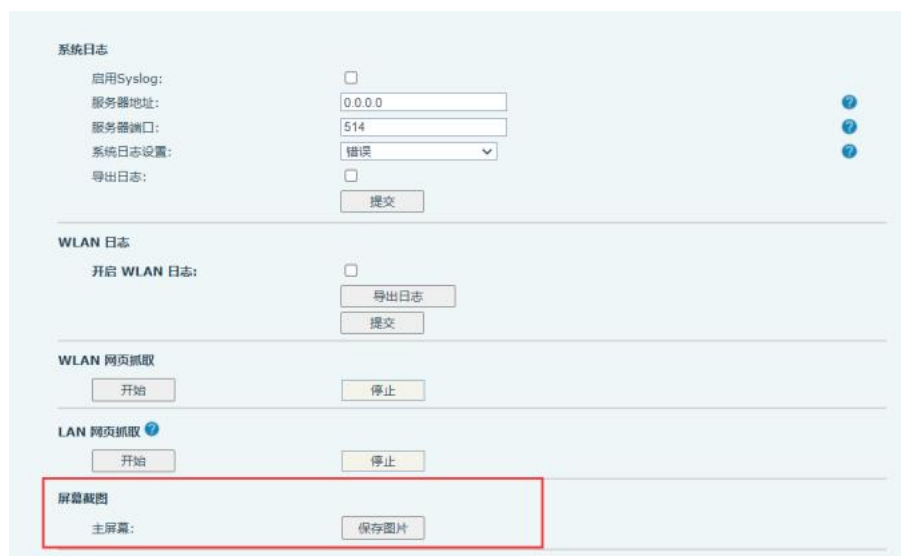 系统日志
启用Syslog:
服务器地址: 0.0.0.0 ?
服务器端口: 514 ?
系统日志设置: 错误 ?
导出日志:
提交
WLAN 日志
开启 WLAN 日志:
导出日志
提交
WLAN 网页抓取
开始 停止
LAN 网页抓取 ?
开始 停止
屏幕截图
主屏幕: 保存图片